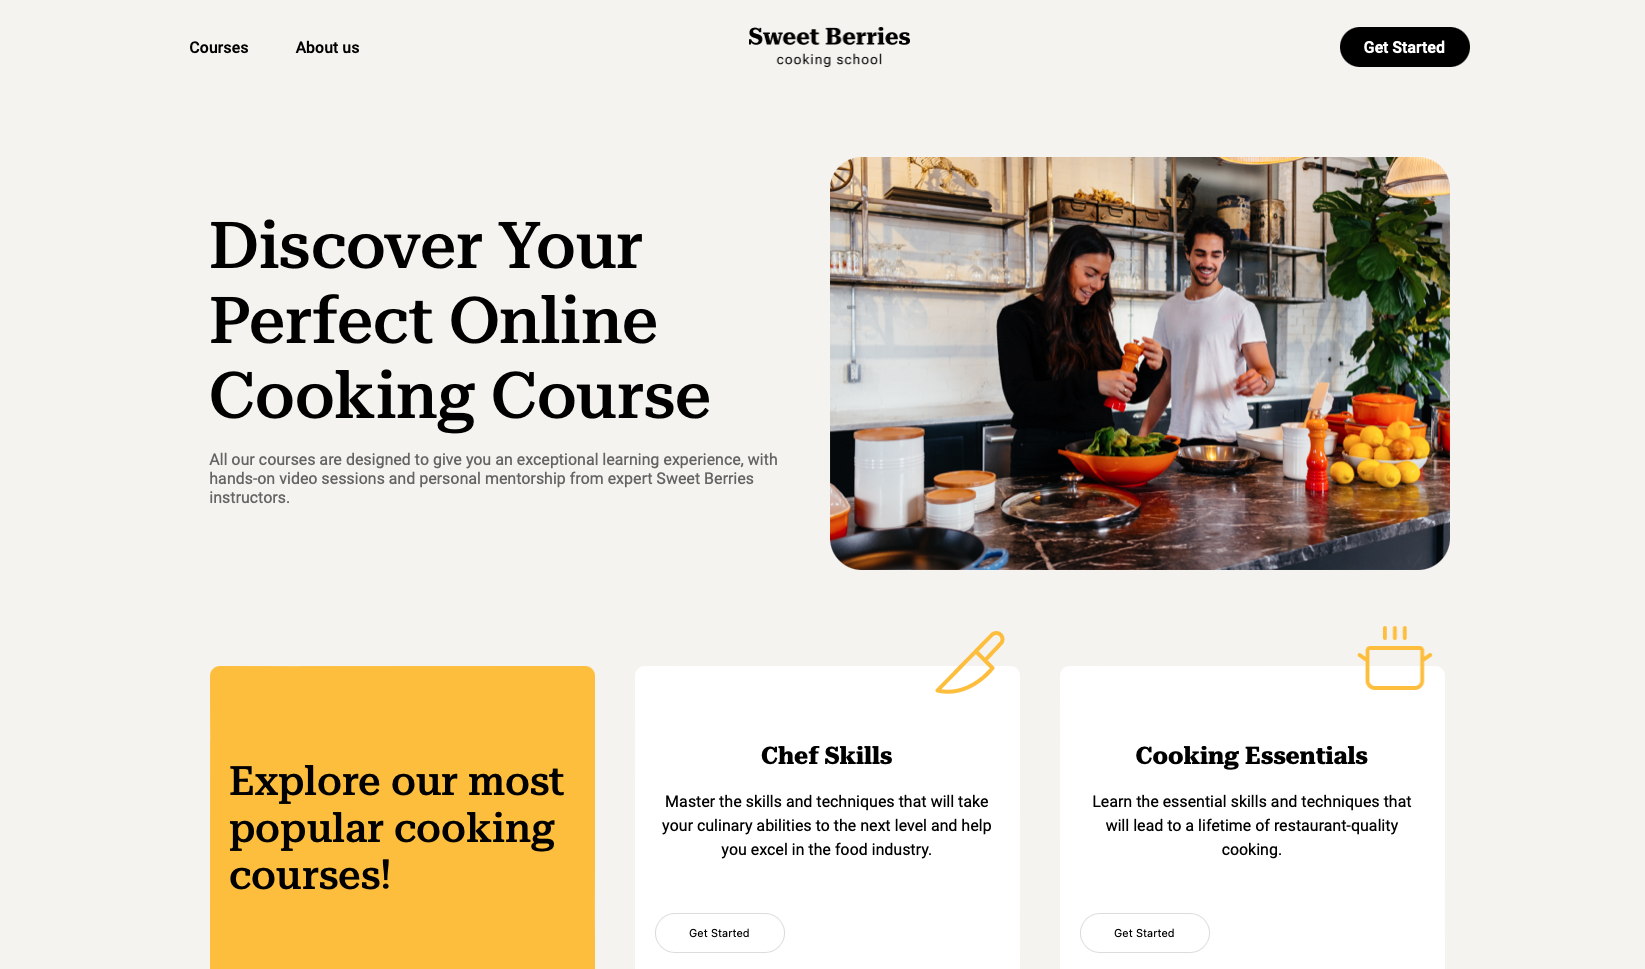 Courses
About us
Sweet Berries
cooking school
Get Started
Discover Your
Perfect Online
Cooking Course
All our courses are designed to give you an exceptional learning experience, with
hands-on video sessions and personal mentorship from expert Sweet Berries
instructors.
Explore our most
popular cooking
courses!
Chef Skills
Master the skills and techniques that will take
your culinary abilities to the next level and help
you excel in the food industry.
Get Started
Cooking Essentials
Learn the essential skills and techniques that
will lead to a lifetime of restaurant-quality
cooking.
Get Started